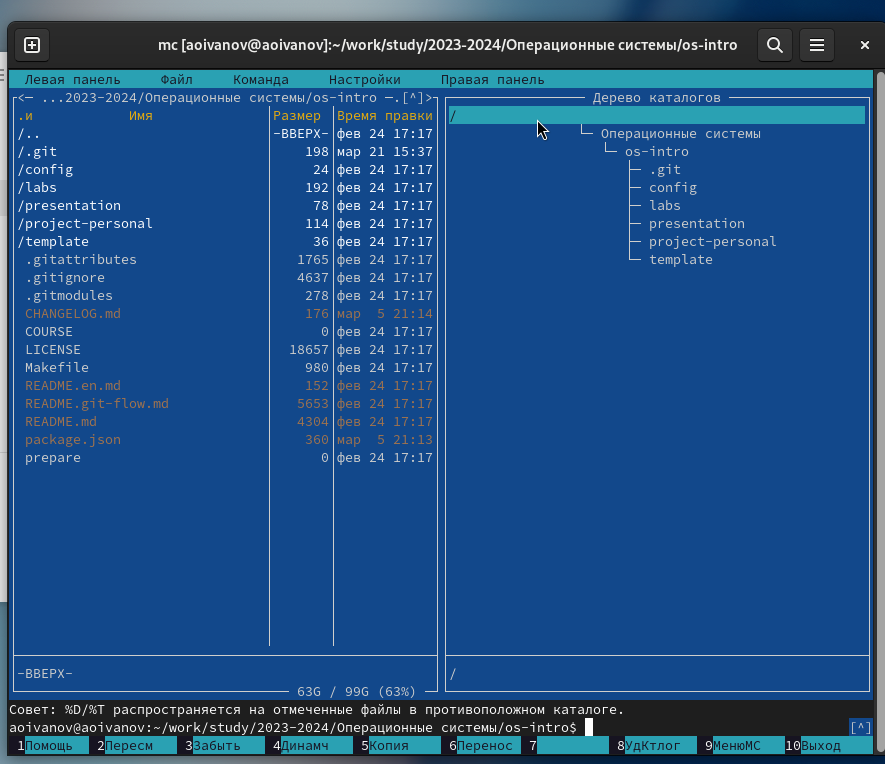 mc [aoivanov@aoivanov]:~/work/study/2023-2024/Операционные системы/os-intro
Левая панель Файл Команда Настройки Правая панель
<─ ...2023-2024/Операционные системы/os-intro ─.[^]>
.и Имя Размер Время правки
/.. -ВВЕРХ- фев 24 17:17
/.git 198 мар 21 15:37
/config 24 фев 24 17:17
/labs 192 фев 24 17:17
/presentation 78 фев 24 17:17
/project-personal 114 фев 24 17:17
/template 36 фев 24 17:17
.gitattributes 1765 фев 24 17:17
.gitignore 4637 фев 24 17:17
.gitmodules 278 фев 24 17:17
CHANGELOG.md 176 мар 5 21:14
COURSE 0 фев 24 17:17
LICENSE 18657 фев 24 17:17
Makefile 980 фев 24 17:17
README.en.md 152 фев 24 17:17
README.git-flow.md 5653 фев 24 17:17
README.md 4304 фев 24 17:17
package.json 360 мар 5 21:13
prepare 0 фев 24 17:17
-ВВЕРХ-
63G / 99G (63%)
Дерево каталогов
/
Операционные системы
os-intro
.git
config
labs
presentation
project-personal
template
/
Совет: %D/%T распространяется на отмеченные файлы в противоположном каталоге.
aoivanov@aoivanov:~/work/study/2023-2024/Операционные системы/os-intro$ [^]
1Помощь 2Пересм 3Забыть 4Динамч 5Копия 6Перенос 7 8УдКтлог 9МенюМС 10Выход